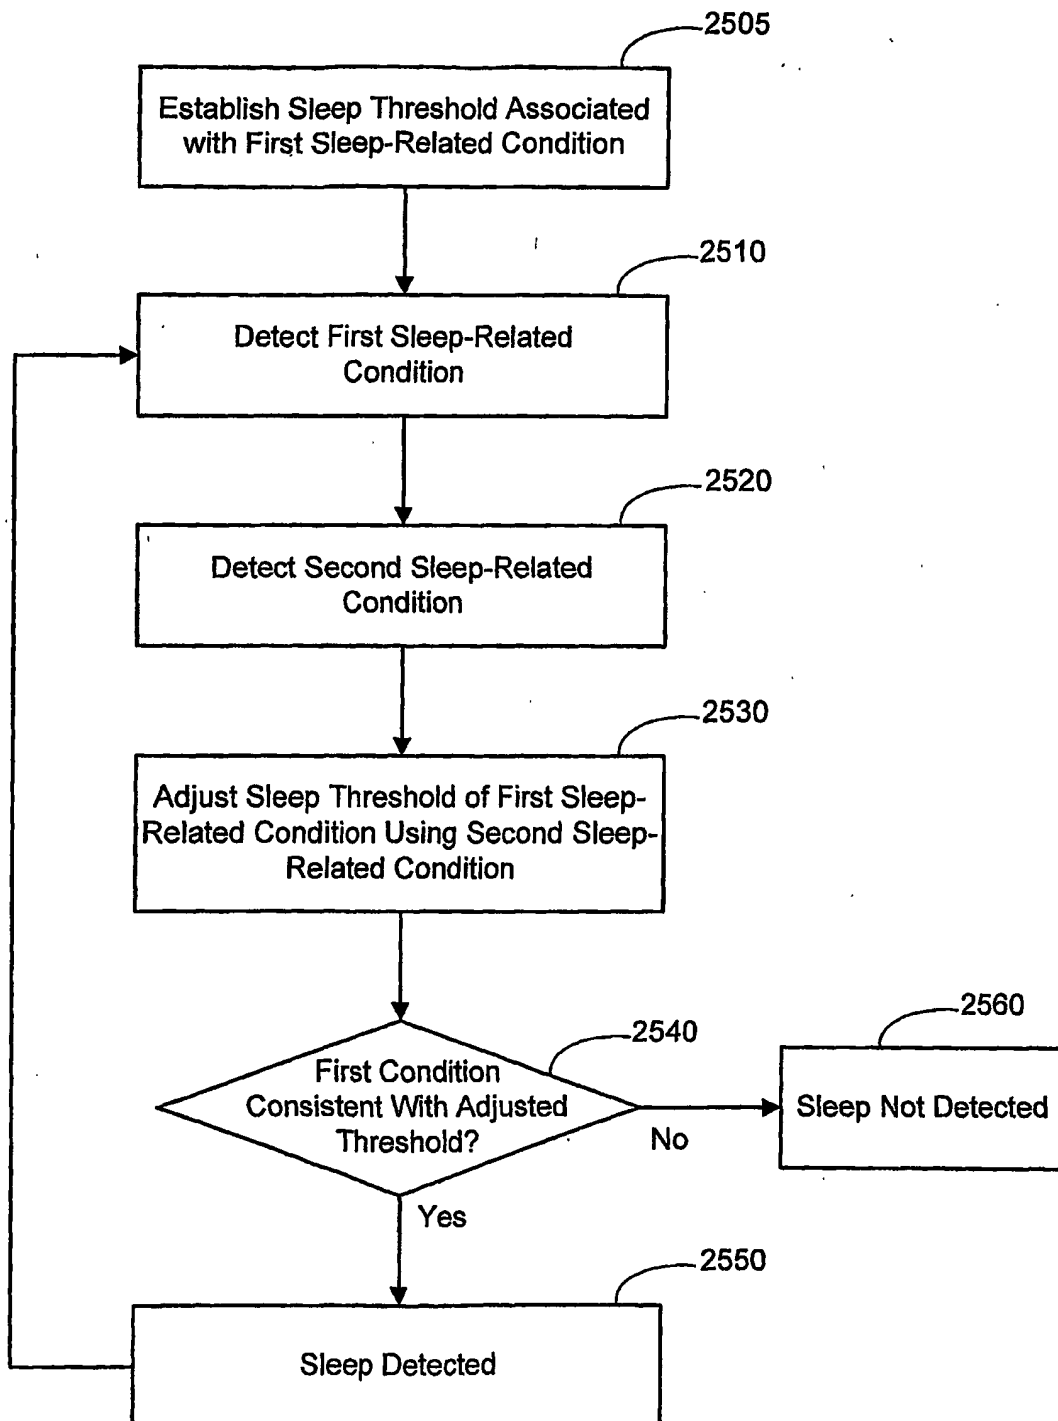 2505
Establish Sleep Threshold Associated
with First Sleep-Related Condition
2510
Detect First Sleep-Related
Condition
2520
Detect Second Sleep-Related
Condition
2530
Adjust Sleep Threshold of First Sleep-
Related Condition Using Second Sleep-
Related Condition
2540
First Condition
Consistent With Adjusted
Threshold?
No
2560
Sleep Not Detected
Yes
2550
Sleep Detected